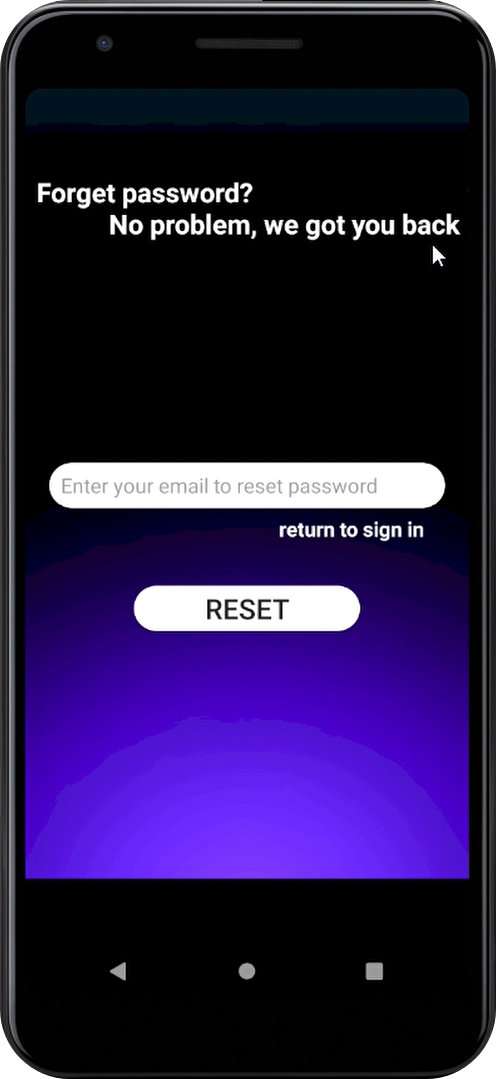 Forget password?
No problem, we got you back
Enter your email to reset password
return to sign in
RESET